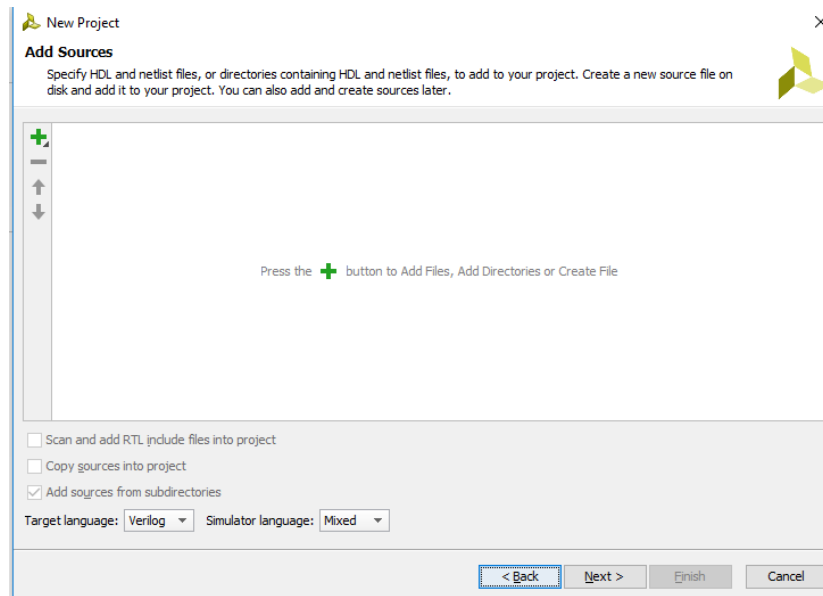 New Project
Add Sources
Specify HDL and netlist files, or directories containing HDL and netlist files, to add to your project. Create a new source file on
disk and add it to your project. You can also add and create sources later.
Press the + button to Add Files, Add Directories or Create File
Scan and add RTL include files into project
Copy sources into project
Add sources from subdirectories
Target language: Verilog Simulator language: Mixed
< Back Next > Finish Cancel